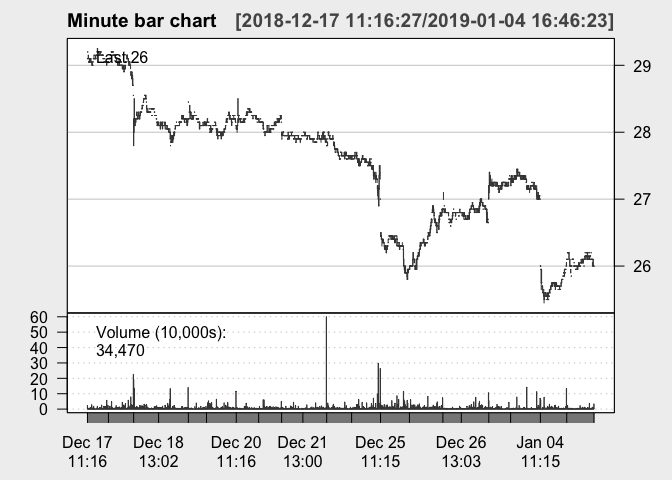 Minute bar chart [2018-12-17 11:16:27/2019-01-04 16:46:23]
Last 26
29
28
27
26
60
50
40
30
20
10
0
Volume (10,000s):
34,470
Dec 17 Dec 18 Dec 20 Dec 21 Dec 25 Dec 26 Jan 04
11:16 13:02 11:16 13:00 11:15 13:03 11:15